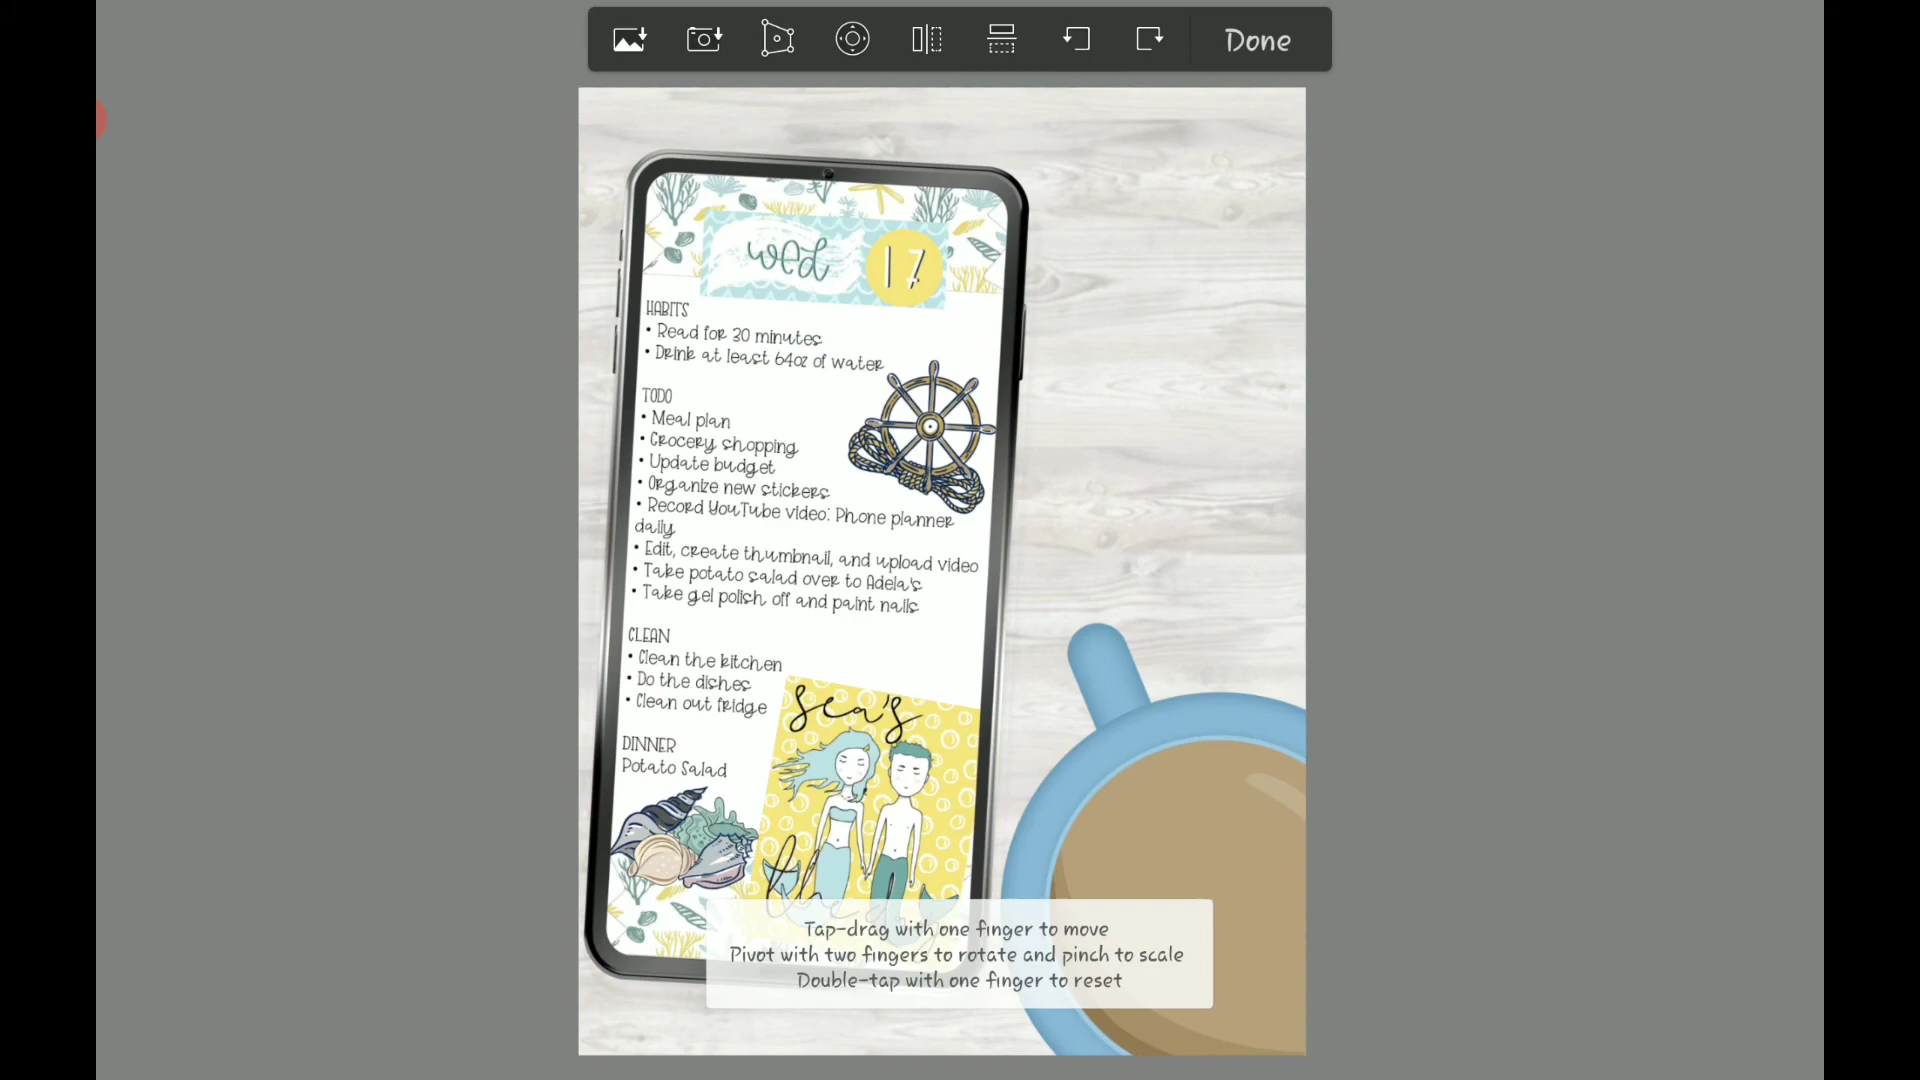 Done
wed 17
HABITS
• Read for 30 minutes
• Drink at least 64oz of water
TODO
• Meal plan
• Grocery shopping
• Update budget
• Organize new stickers
• Record YouTube video: Phone planner
daily
• Edit, create thumbnail, and upload video
• Take potato salad over to Adela's
• Take gel polish off and paint nails
CLEAN
• Clean the kitchen
• Do the dishes
• Clean out fridge
DINNER
Potato Salad
Sea's
the day
Tap-drag with one finger to move
Pivot with two fingers to rotate and pinch to scale
Double-tap with one finger to reset